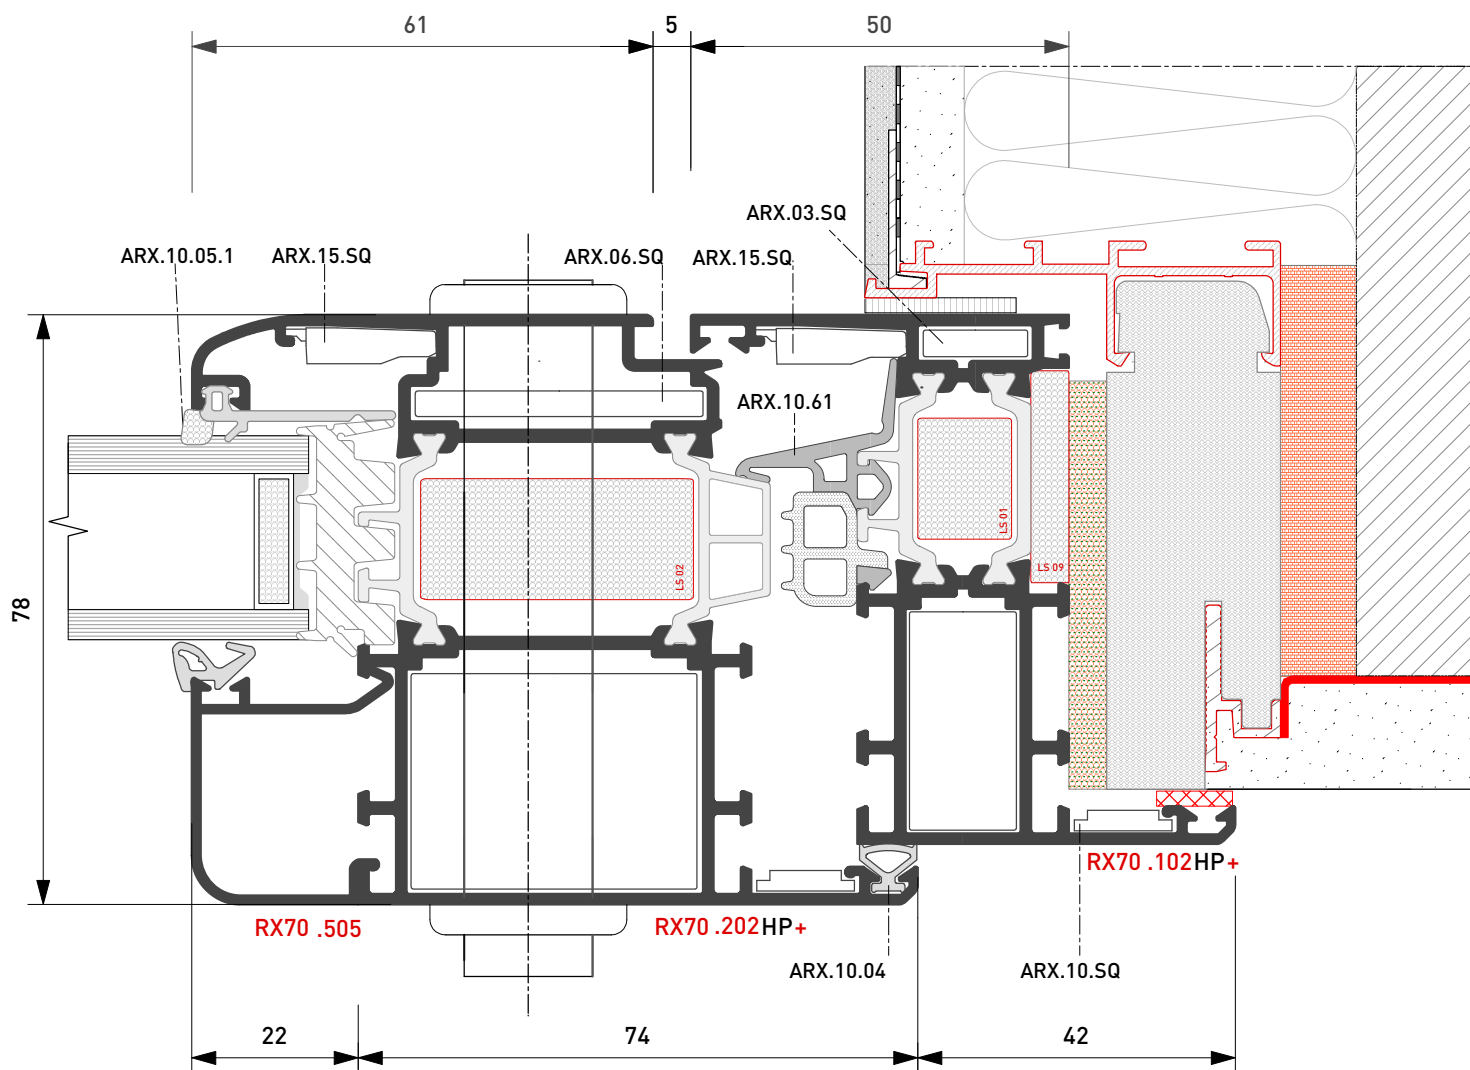 61
5
50
ARX.03.SQ
ARX.10.05.1
ARX.15.SQ
ARX.06.SQ
ARX.15.SQ
ARX.10.61
LS 01
LS 02
LS 09
78
RX70 .102HP+
RX70 .505
RX70 .202HP+
ARX.10.04
ARX.10.SQ
22
74
42